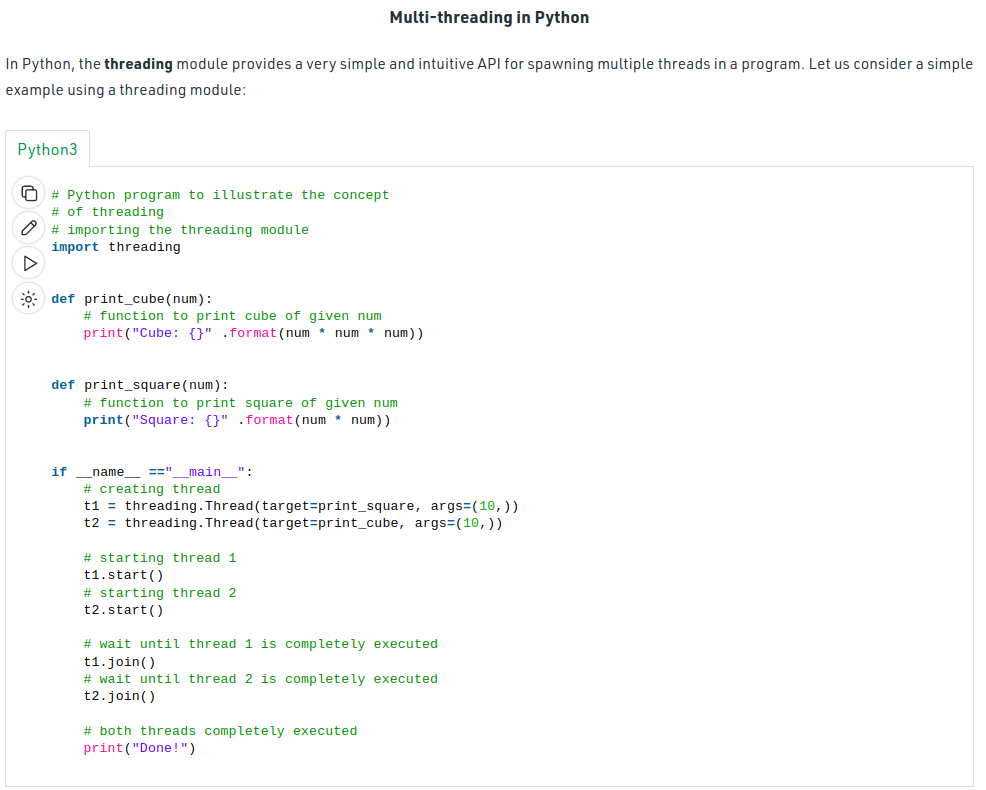 Multi-threading in Python
In Python, the threading module provides a very simple and intuitive API for spawning multiple threads in a program. Let us consider a simple
example using a threading module:
Python3
# Python program to illustrate the concept
# of threading
# importing the threading module
import threading
def print_cube(num):
    # function to print cube of given num
    print("Cube: {}" .format(num * num * num))
def print_square(num):
    # function to print square of given num
    print("Square: {}" .format(num * num))
if __name__ =="__main__":
    # creating thread
    t1 = threading.Thread(target=print_square, args=(10,))
    t2 = threading.Thread(target=print_cube, args=(10,))
    # starting thread 1
    t1.start()
    # starting thread 2
    t2.start()
    # wait until thread 1 is completely executed
    t1.join()
    # wait until thread 2 is completely executed
    t2.join()
    # both threads completely executed
    print("Done!")